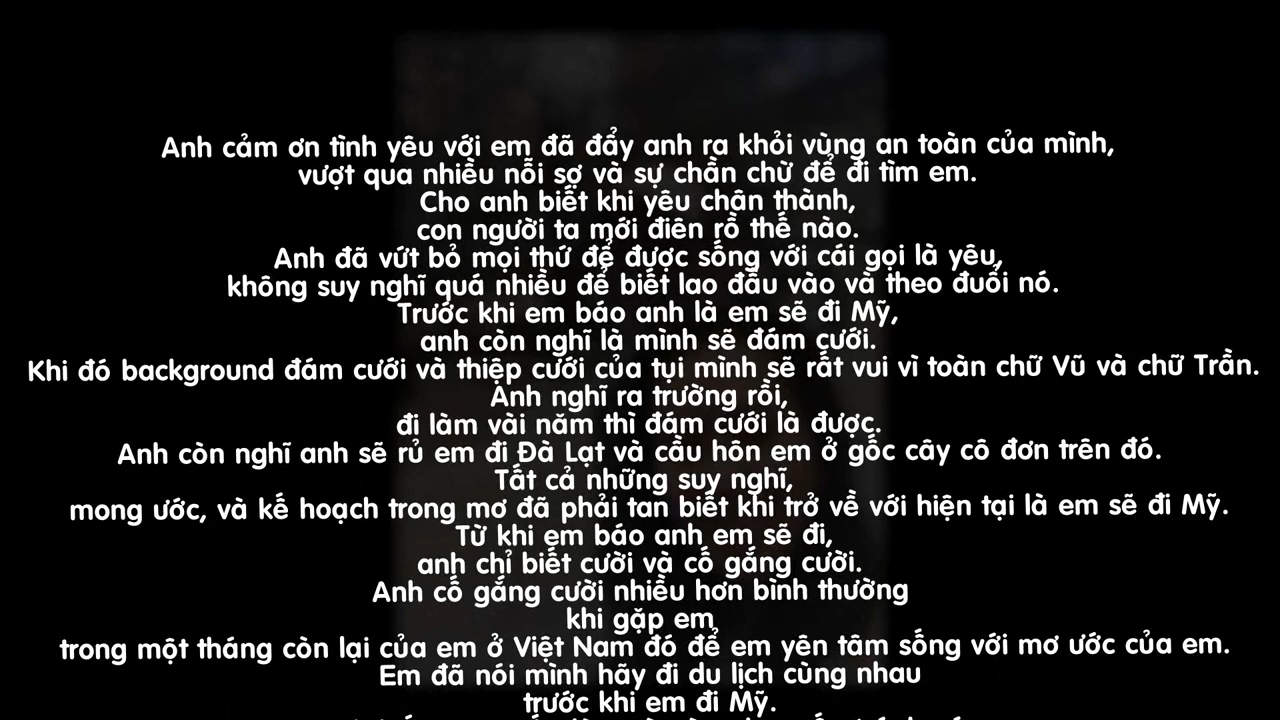 Anh cảm ơn tình yêu với em đã đẩy anh ra khỏi vùng an toàn của mình,
vượt qua nhiều nỗi sợ và sự chần chừ để đi tìm em.
Cho anh biết khi yêu chân thành,
con người ta mới điên rồ thế nào.
Anh đã vứt bỏ mọi thứ để được sống với cái gọi là yêu,
không suy nghĩ quá nhiều để biết lao đầu vào và theo đuổi nó.
Trước khi em báo anh là em sẽ đi Mỹ,
anh còn nghĩ là mình sẽ đám cưới.
Khi đó background đám cưới và thiệp cưới của tụi mình sẽ rất vui vì toàn chữ Vũ và chữ Trần.
Anh nghĩ ra trường rồi,
đi làm vài năm thì đám cưới là được.
Anh còn nghĩ anh sẽ rủ em đi Đà Lạt và cầu hôn em ở gốc cây cô đơn trên đó.
Tất cả những suy nghĩ,
mong ước, và kế hoạch trong mơ đã phải tan biết khi trở về với hiện tại là em sẽ đi Mỹ.
Từ khi em báo anh em sẽ đi,
anh chỉ biết cười và cố gắng cười.
Anh cố gắng cười nhiều hơn bình thường
khi gặp em
trong một tháng còn lại của em ở Việt Nam đó để em yên tâm sống với mơ ước của em.
Em đã nói mình hãy đi du lịch cùng nhau
trước khi em đi Mỹ.